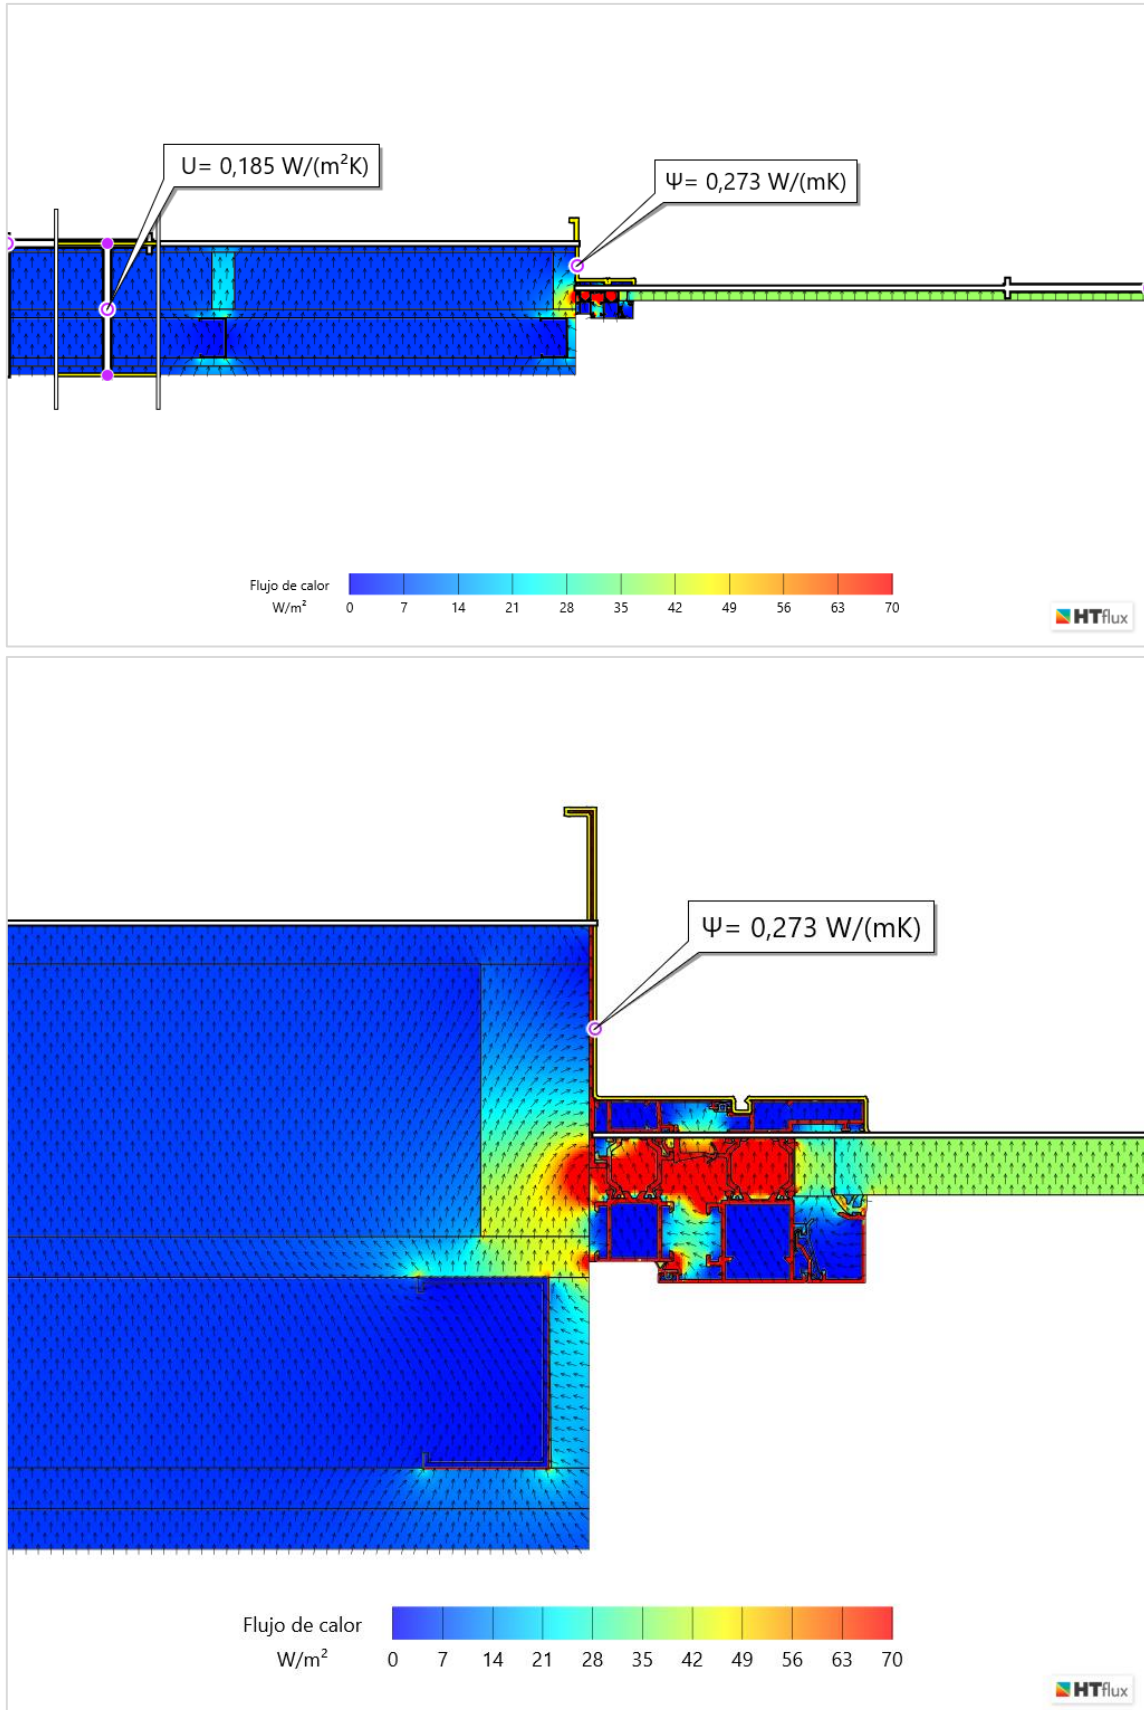 U= 0,185 W/(m²K)
Ψ= 0,273 W/(mK)
Flujo de calor
W/m²
0 7 14 21 28 35 42 49 56 63 70
HTflux
Ψ= 0,273 W/(mK)
Flujo de calor
W/m²
0 7 14 21 28 35 42 49 56 63 70
HTflux